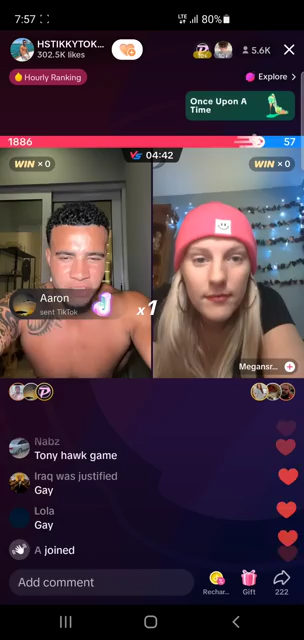 7:57
LTE
80%
HSTIKKYTOK...
302.5K likes
5.6K
Hourly Ranking
Explore >
Once Upon A
Time
1886
57
WIN x 0
VS 04:42
WIN x 0
Aaron
sent TikTok
x1
Megansr...
Nabz
Tony hawk game
Iraq was justified
Gay
Lola
Gay
A joined
Add comment
Rechar...
Gift
222